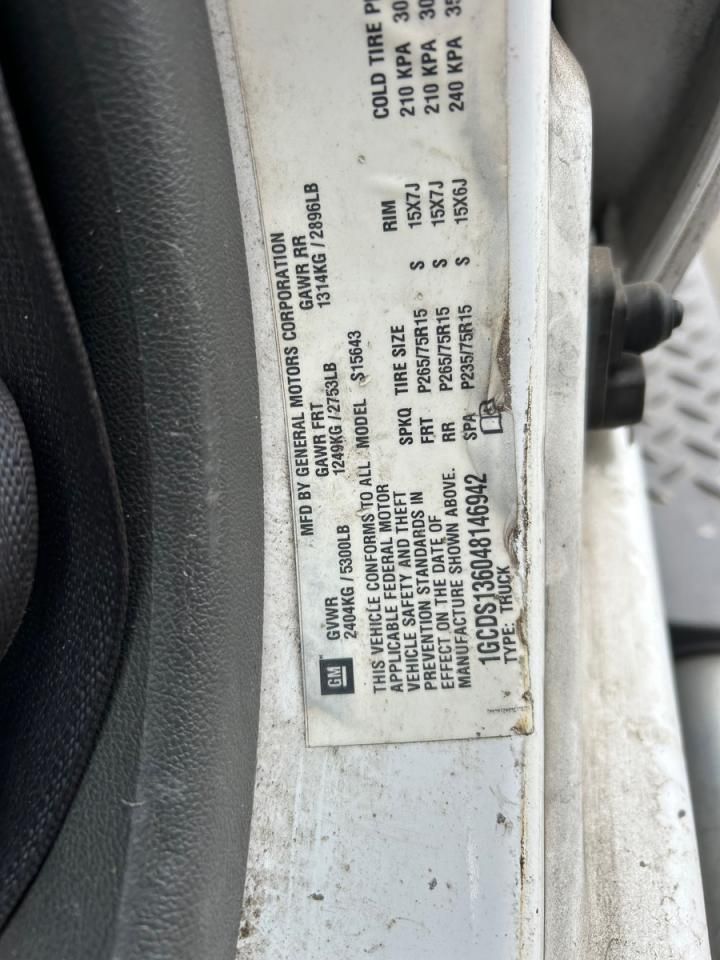 MFD BY GENERAL MOTORS CORPORATION
GM
GVWR GAWR FRT GAWR RR
2404KG/5300LB 1249KG/2753LB 1314KG/2896LB
THIS VEHICLE CONFORMS TO ALL
APPLICABLE FEDERAL MOTOR
VEHICLE SAFETY AND THEFT
PREVENTION STANDARDS IN
EFFECT ON THE DATE OF
MANUFACTURE SHOWN ABOVE.
MODEL S15643
SPKQ TIRE SIZE RIM COLD TIRE
FRT P265/75R15 S 15X7J 210 KPA
RR P265/75R15 S 15X7J 210 KPA
SPA P235/75R15 S 15X6J 240 KPA
1GCDS136048146942
TYPE: TRUCK